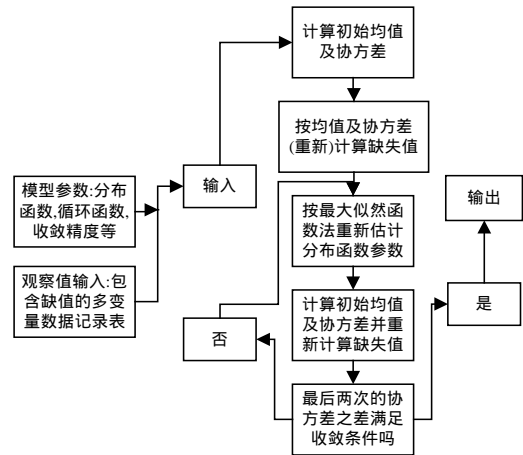 计算初始均值
及协方差
按均值及协方差
(重新)计算缺失值
模型参数:分布
函数,循环函数,
收敛精度等
输入
按最大似然函
数法重新估计
分布函数参数
输出
观察值输入:包
含缺值的多变
量数据记录表
计算初始均值
及协方差并重
新计算缺失值
否
是
最后两次的协
方差之差满足
收敛条件吗